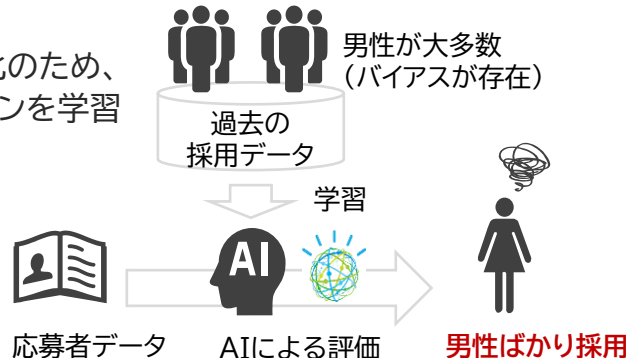 化のため、
ンを学習
男性が大多数
（バイアスが存在）
過去の
採用データ
学習
AI
応募者データ
AIによる評価
男性ばかり採用